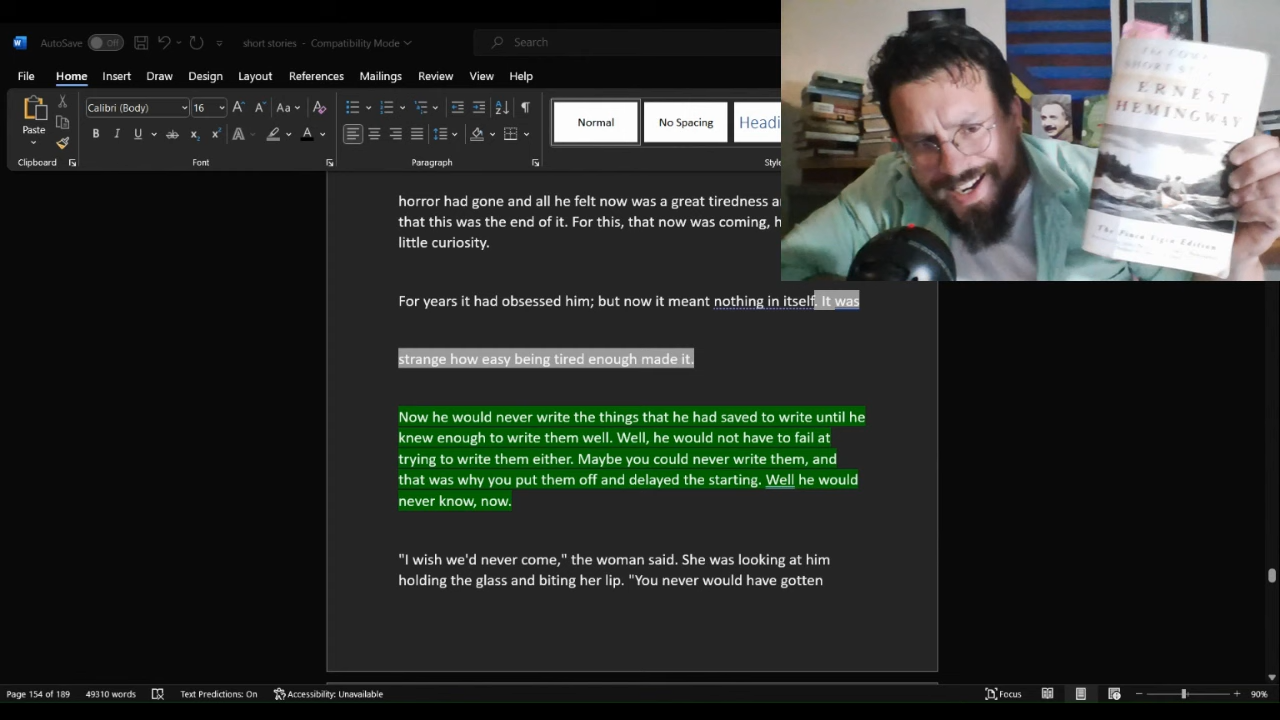 AutoSave Off short stories - Compatibility Mode Search
File Home Insert Draw Design Layout References Mailings Review View Help
Paste Calibri (Body) 16 Aa Normal No Spacing Headi
Clipboard Font Paragraph Style
ERNEST
HEMINGWAY
horror had gone and all he felt now was a great tiredness
that this was the end of it. For this, that now was coming, h
little curiosity.
For years it had obsessed him; but now it meant nothing in itself. It was
strange how easy being tired enough made it.
Now he would never write the things that he had saved to write until he
knew enough to write them well. Well, he would not have to fail at
trying to write them either. Maybe you could never write them, and
that was why you put them off and delayed the starting. Well he would
never know, now.
"I wish we'd never come," the woman said. She was looking at him
holding the glass and biting her lip. "You never would have gotten
Page 154 of 189 49310 words Text Predictions: On Accessibility: Unavailable Focus 90%